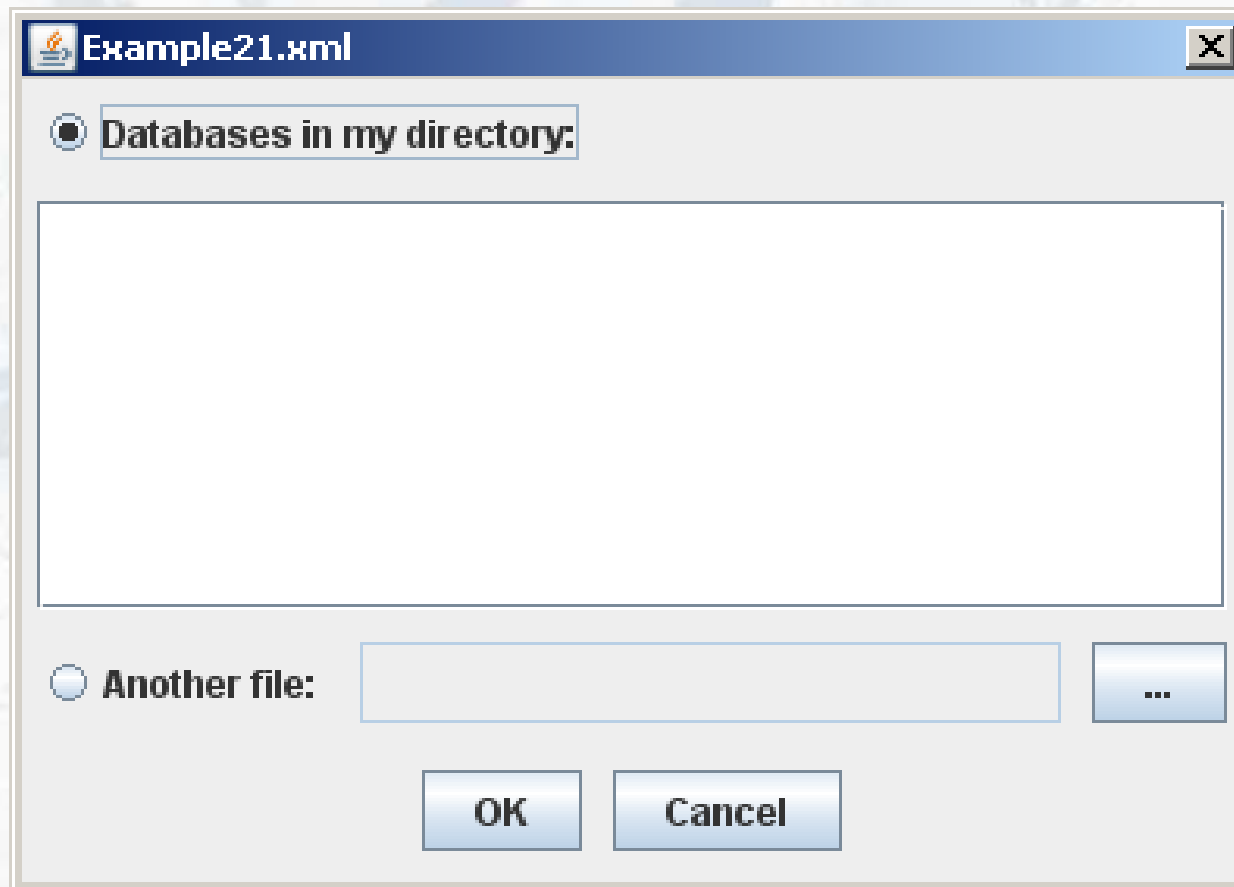 Example21.xml
Databases in my directory:
Another file:
...
OK
Cancel